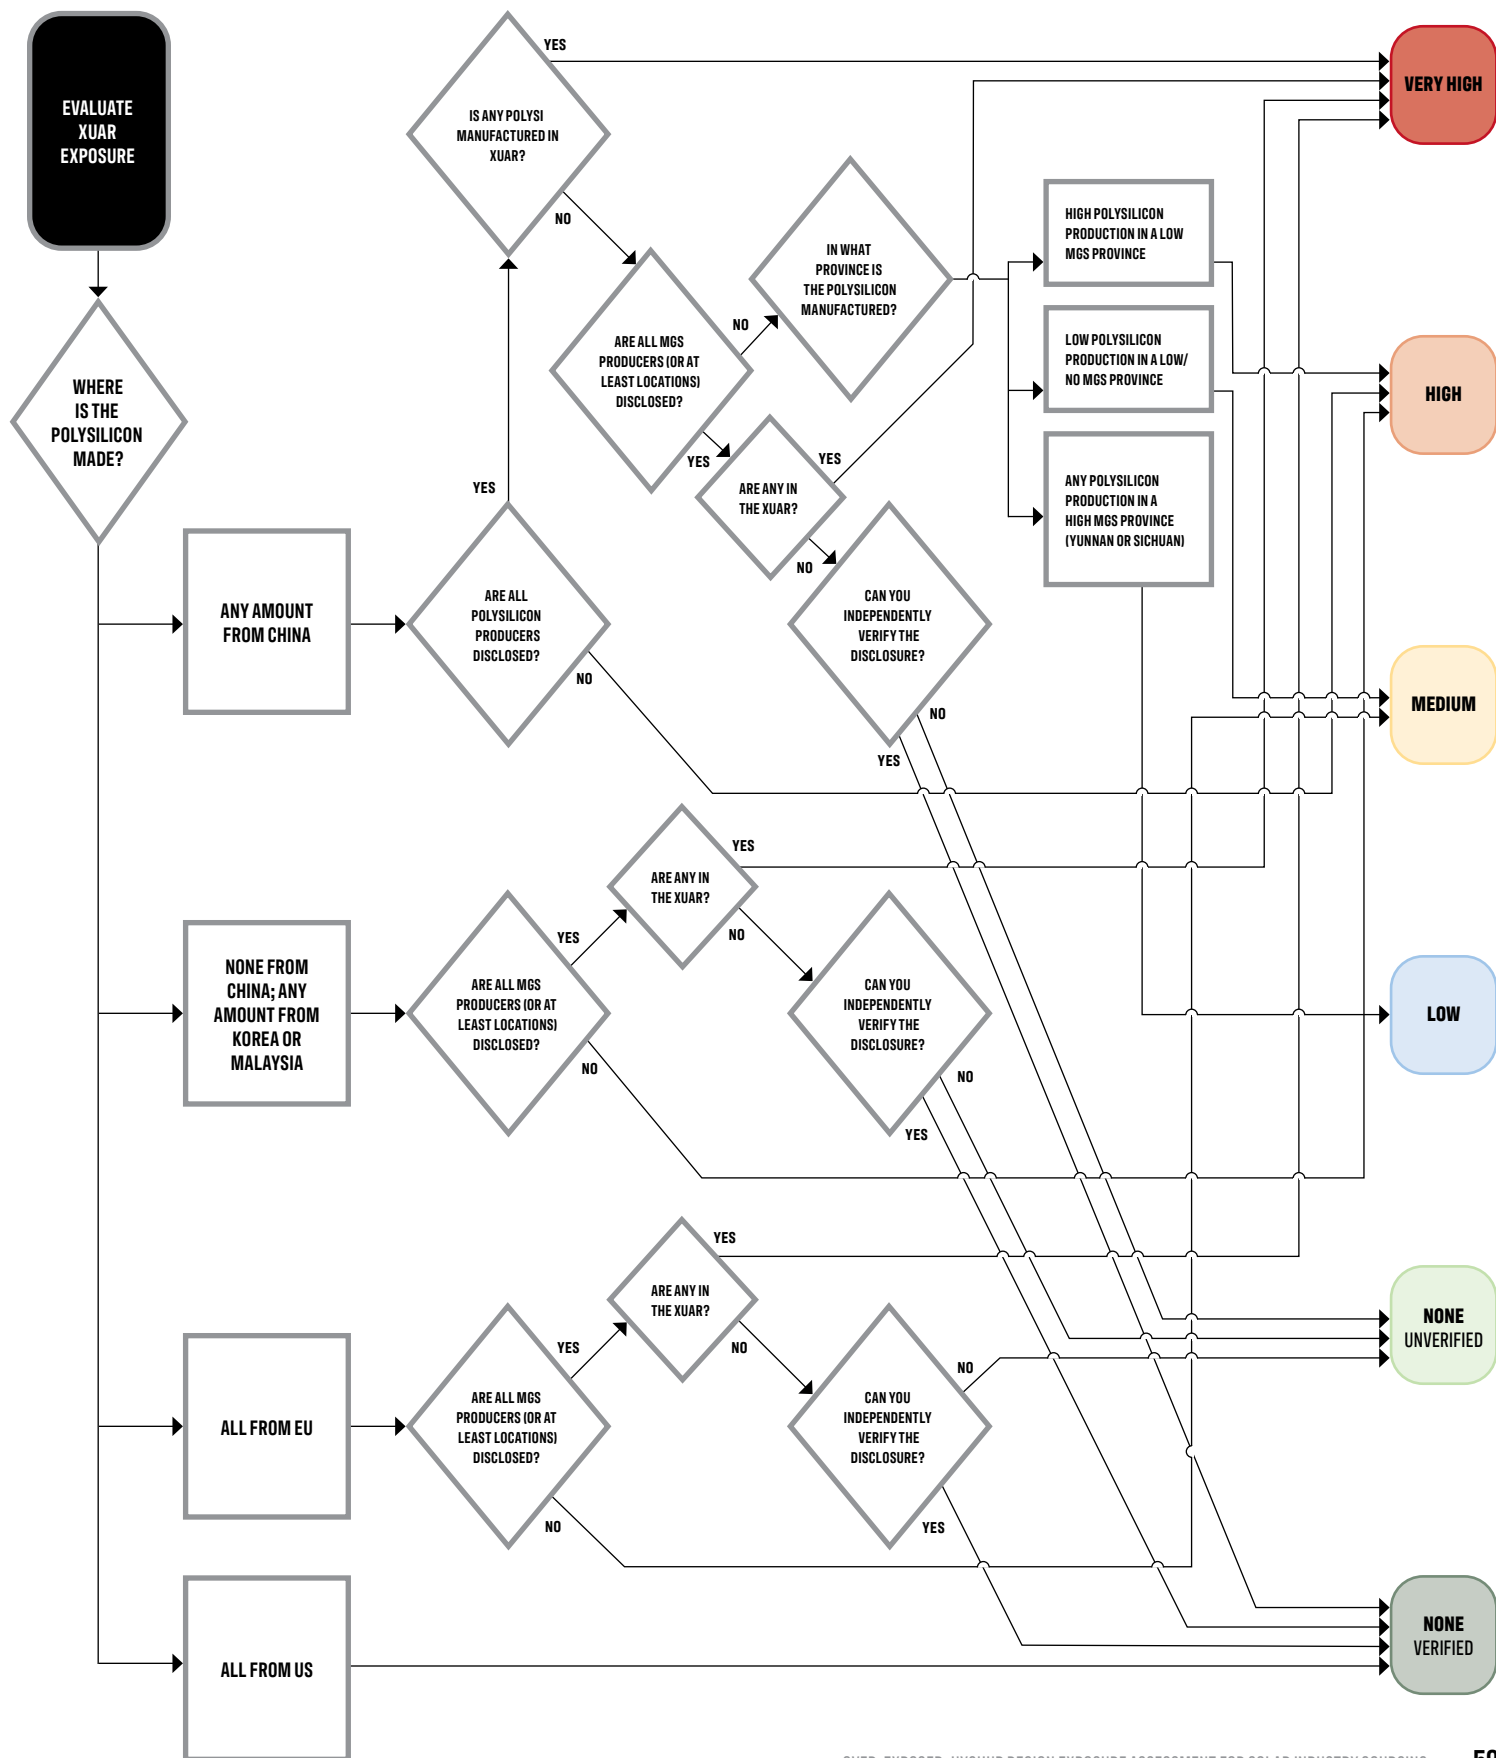 EVALUATE
XUAR
EXPOSURE
WHERE
IS THE
POLYSILICON
MADE?
ANY AMOUNT
FROM CHINA
ARE ALL
POLYSILICON
PRODUCERS
DISCLOSED?
YES
NO
IS ANY POLYSI
MANUFACTURED IN
XUAR?
YES
NO
ARE ALL MGS
PRODUCERS (OR AT
LEAST LOCATIONS)
DISCLOSED?
NO
YES
IN WHAT
PROVINCE IS
THE POLYSILICON
MANUFACTURED?
HIGH POLYSILICON
PRODUCTION IN A LOW
MGS PROVINCE
LOW POLYSILICON
PRODUCTION IN A LOW/
NO MGS PROVINCE
ANY POLYSILICON
PRODUCTION IN A
HIGH MGS PROVINCE
(YUNNAN OR SICHUAN)
ARE ANY IN
THE XUAR?
YES
NO
CAN YOU
INDEPENDENTLY
VERIFY THE
DISCLOSURE?
NO
YES
NONE FROM
CHINA; ANY
AMOUNT FROM
KOREA OR
MALAYSIA
ARE ALL MGS
PRODUCERS (OR AT
LEAST LOCATIONS)
DISCLOSED?
YES
NO
ARE ANY IN
THE XUAR?
YES
NO
CAN YOU
INDEPENDENTLY
VERIFY THE
DISCLOSURE?
NO
YES
ALL FROM EU
ARE ALL MGS
PRODUCERS (OR AT
LEAST LOCATIONS)
DISCLOSED?
YES
NO
ARE ANY IN
THE XUAR?
YES
NO
CAN YOU
INDEPENDENTLY
VERIFY THE
DISCLOSURE?
NO
YES
ALL FROM US
VERY HIGH
HIGH
MEDIUM
LOW
NONE
UNVERIFIED
NONE
VERIFIED